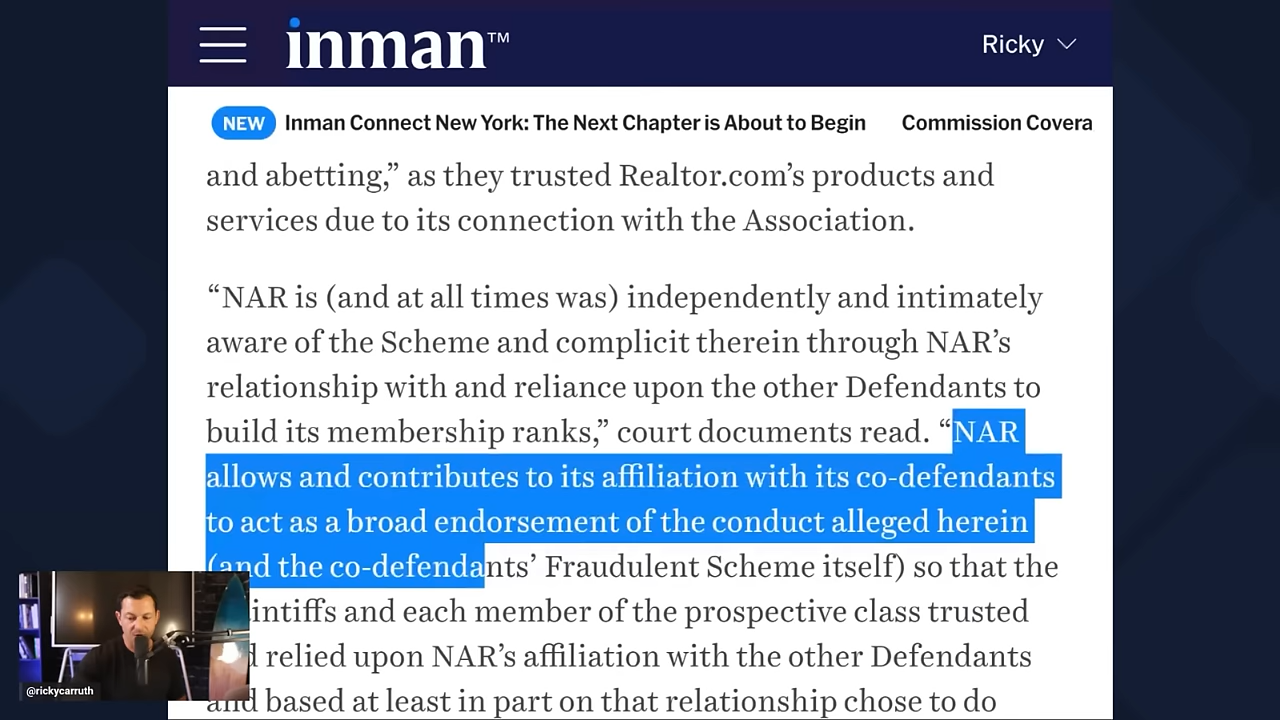 inman™
Ricky
NEW Inman Connect New York: The Next Chapter is About to Begin Commission Covera
and abetting,” as they trusted Realtor.com’s products and
services due to its connection with the Association.
“NAR is (and at all times was) independently and intimately
aware of the Scheme and complicit therein through NAR’s
relationship with and reliance upon the other Defendants to
build its membership ranks,” court documents read. “NAR
allows and contributes to its affiliation with its co-defendants
to act as a broad endorsement of the conduct alleged herein
(and the co-defendants’ Fraudulent Scheme itself) so that the
intiffs and each member of the prospective class trusted
d relied upon NAR’s affiliation with the other Defendants
and based at least in part on that relationship chose to do
@rickycarruth